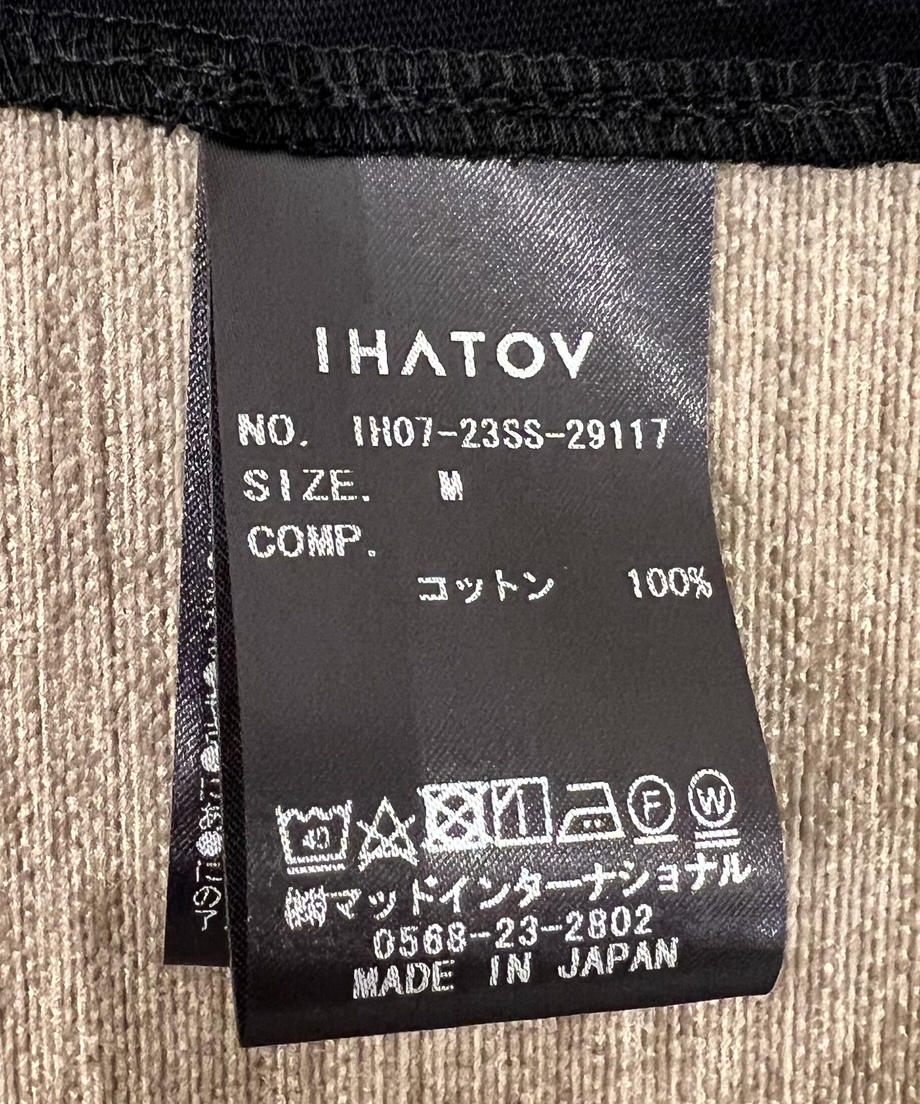 IHATOV
NO. IH07-23SS-29117
SIZE. M
COMP.
コットン 100%
40 F W
㈱マッドインターナショナル
0568-23-2802
MADE IN JAPAN